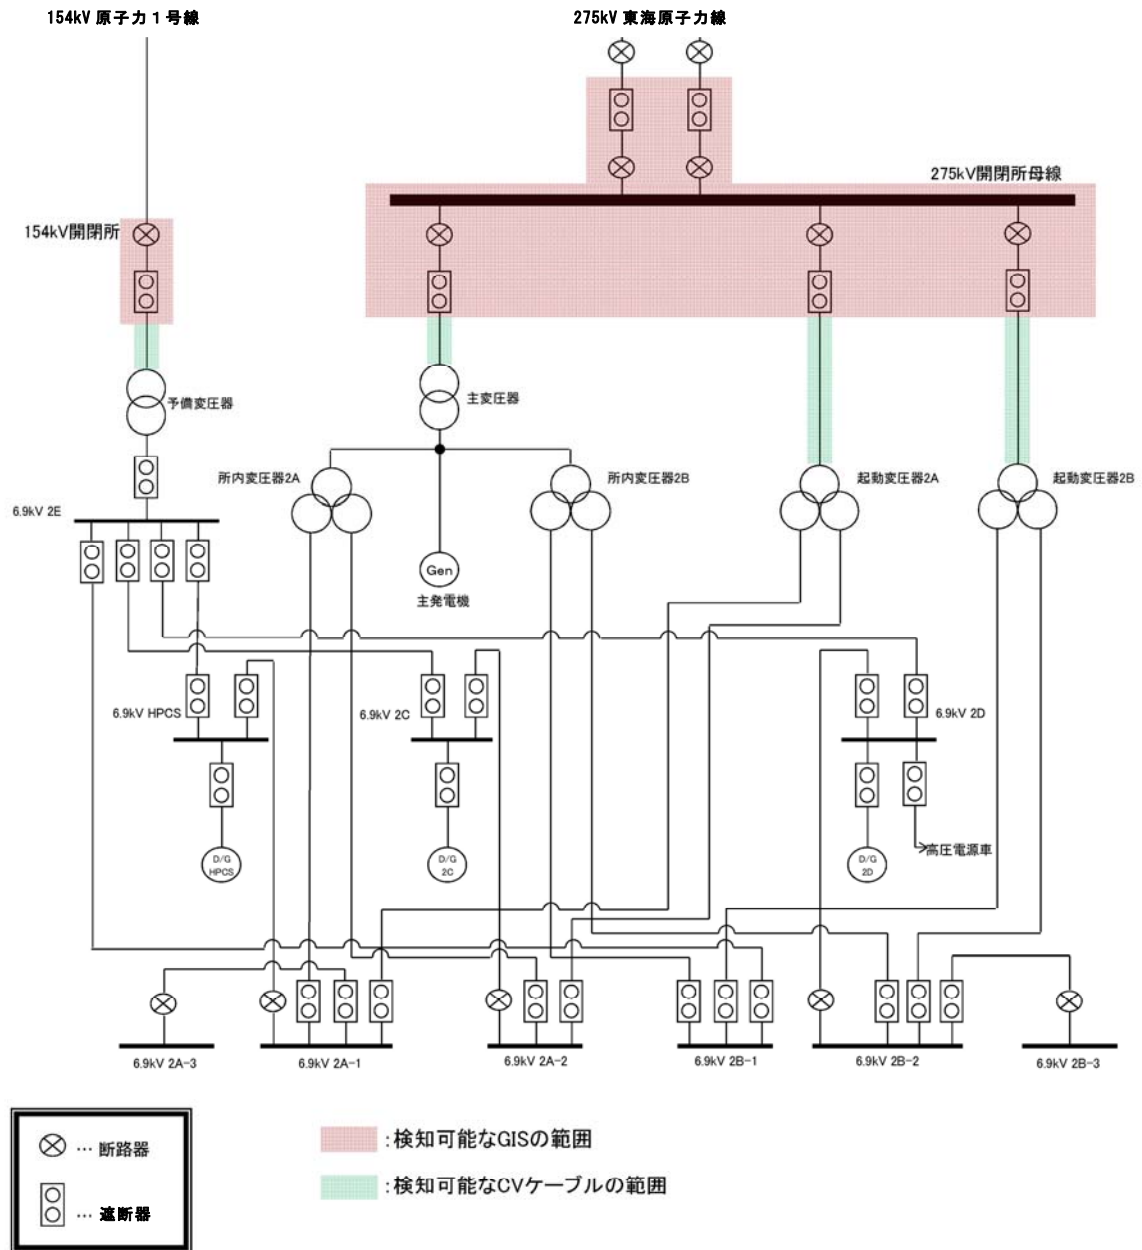 154kV 原子力1号線
275kV 東海原子力線
275kV開閉所母線
154kV開閉所
予備変圧器
主変圧器
所内変圧器2A
所内変圧器2B
起動変圧器2A
起動変圧器2B
6.9kV 2E
Gen
主発電機
6.9kV HPCS
6.9kV 2C
6.9kV 2D
D/G
HPCS
D/G
2C
D/G
2D
高圧電源車
6.9kV 2A-3
6.9kV 2A-1
6.9kV 2A-2
6.9kV 2B-1
6.9kV 2B-2
6.9kV 2B-3
… 断路器
… 遮断器
:検知可能なGISの範囲
:検知可能なCVケーブルの範囲